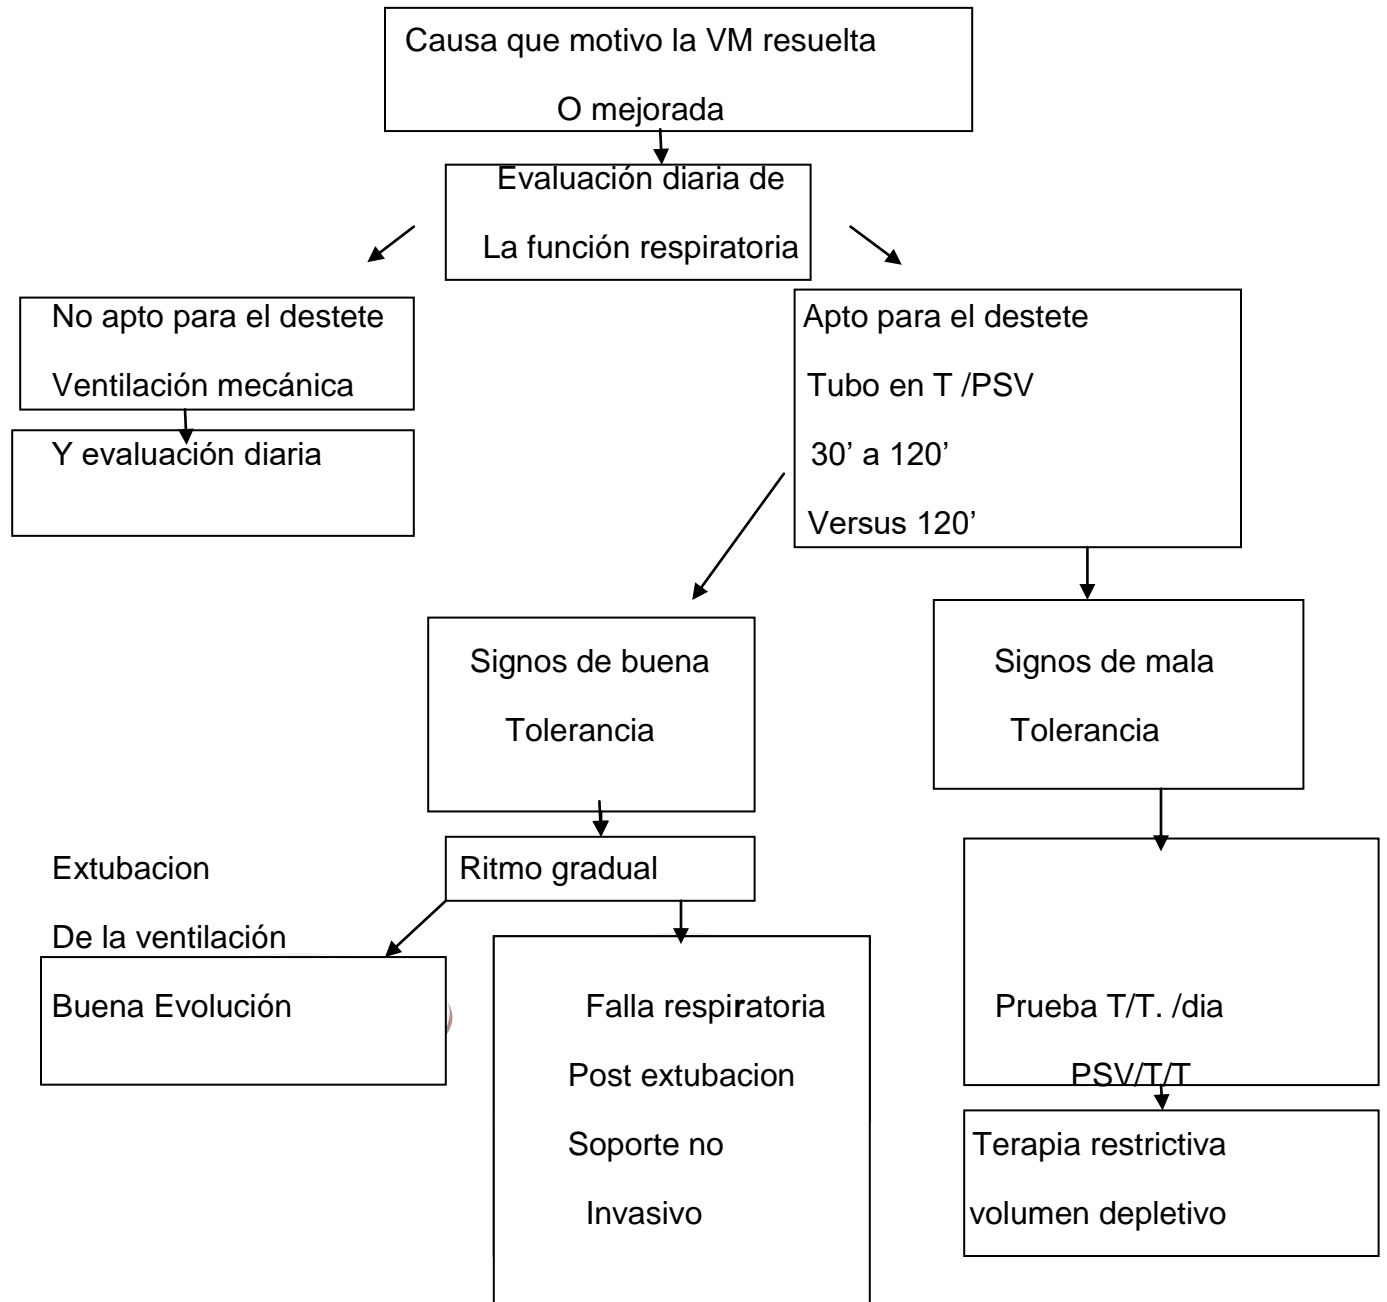 Causa que motivo la VM resuelta
O mejorada
Evaluación diaria de
La función respiratoria
No apto para el destete
Ventilación mecánica
Y evaluación diaria
Apto para el destete
Tubo en T /PSV
30’ a 120’
Versus 120’
Signos de buena
Tolerancia
Signos de mala
Tolerancia
Ritmo gradual
Extubacion
De la ventilación
Buena Evolución
Falla respiratoria
Post extubacion
Soporte no
Invasivo
Prueba T/T. /dia
PSV/T/T
Terapia restrictiva
volumen depletivo